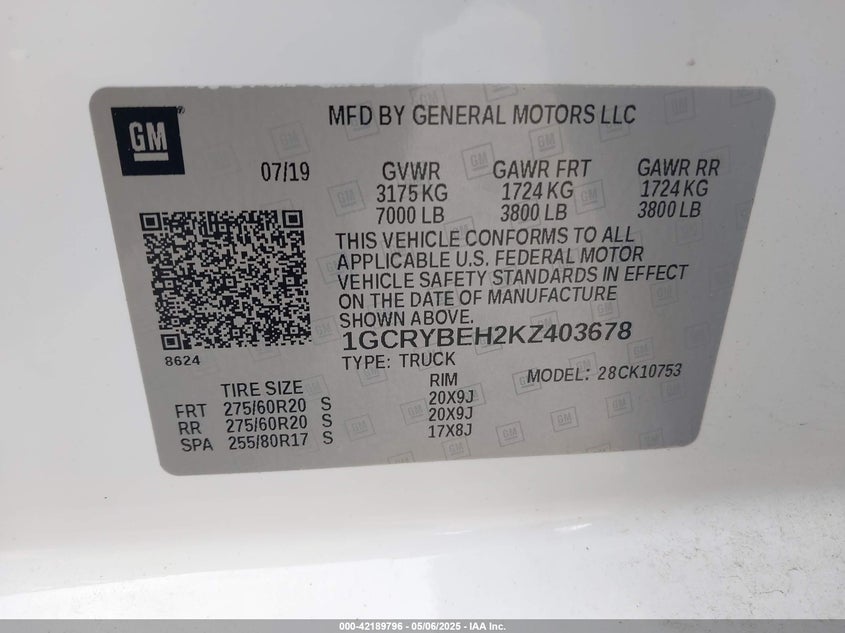 GM
MFD BY GENERAL MOTORS LLC
07/19 GVWR GAWR FRT GAWR RR
3175 KG 1724 KG 1724 KG
7000 LB 3800 LB 3800 LB
THIS VEHICLE CONFORMS TO ALL
APPLICABLE U.S. FEDERAL MOTOR
VEHICLE SAFETY STANDARDS IN EFFECT
ON THE DATE OF MANUFACTURE
SHOWN ABOVE.
1GCRYBEH2KZ403678
8624
TYPE: TRUCK
TIRE SIZE RIM MODEL: 28CK10753
FRT 275/60R20 S 20X9J
RR 275/60R20 S 20X9J
SPA 255/80R17 S 17X8J
000-42189796 - 05/06/2025 - IAA Inc.